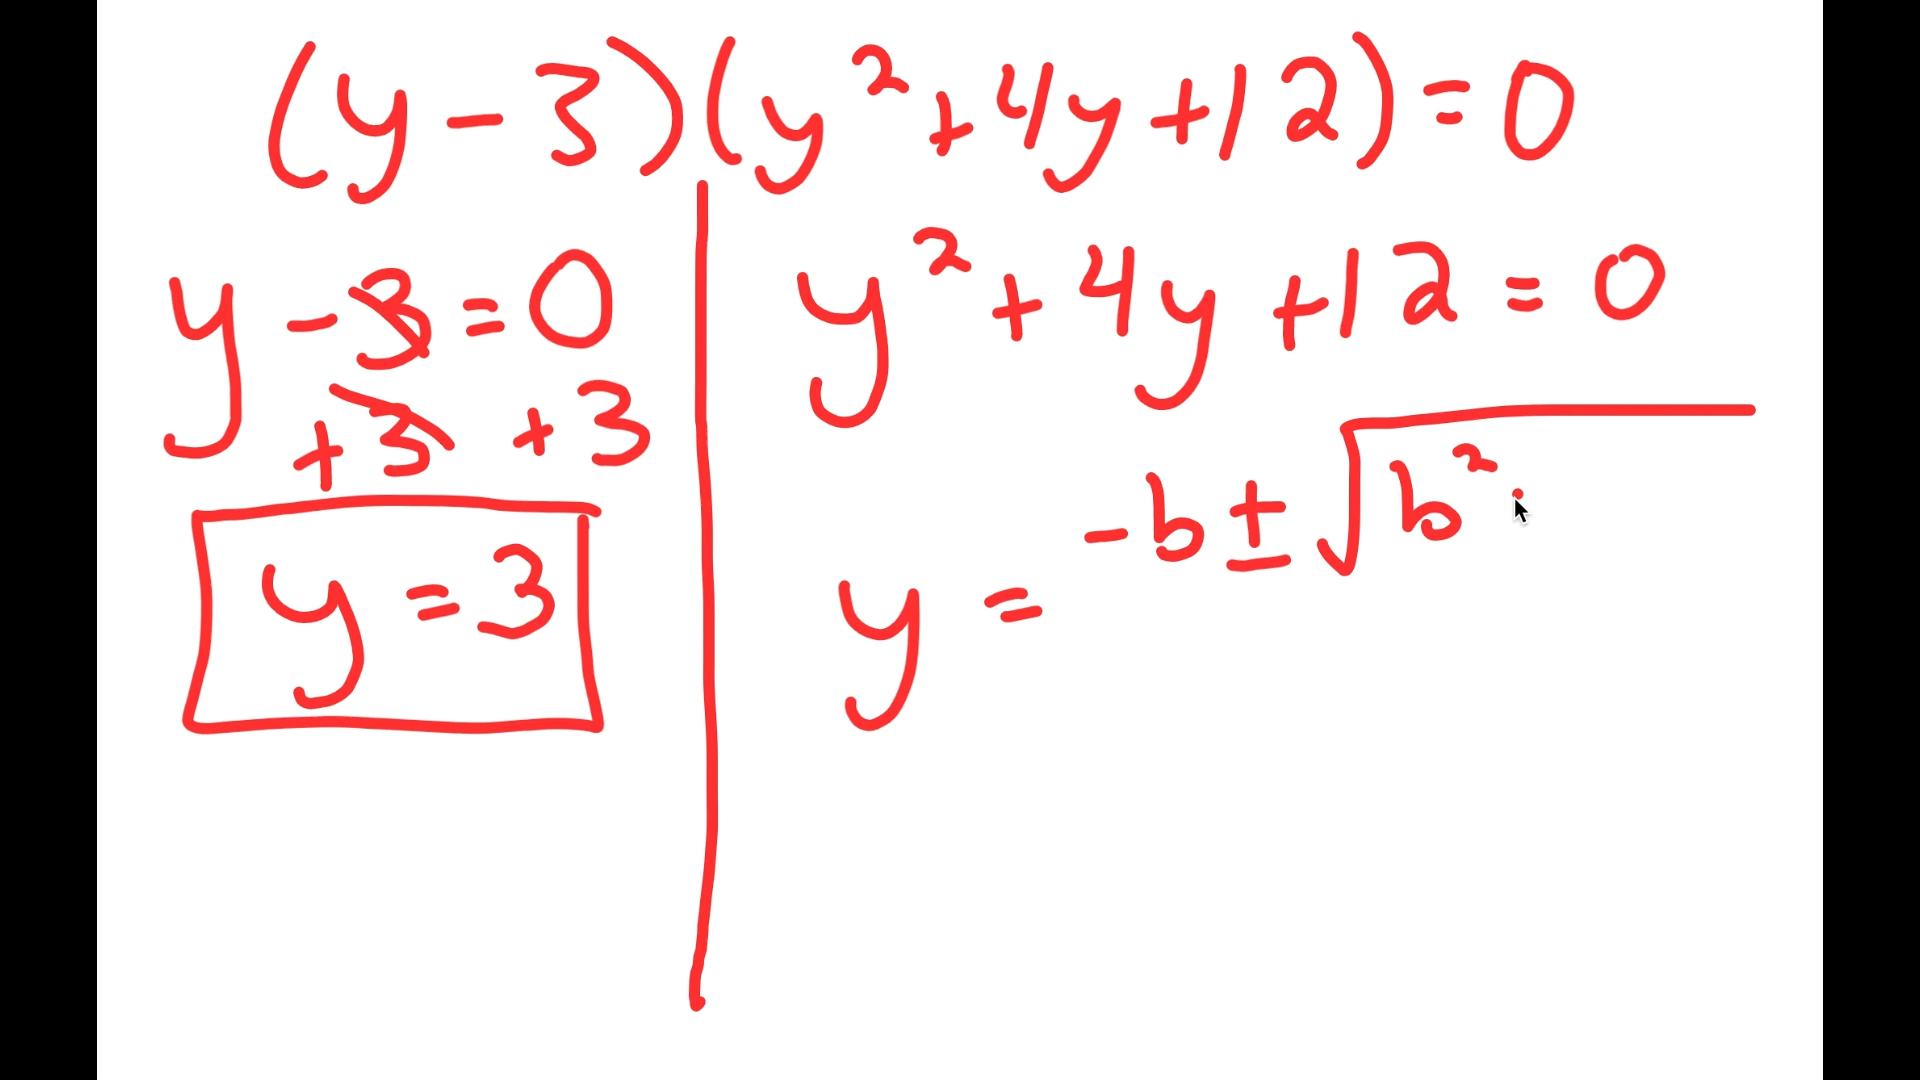 (y-3)(y²+4y+12)=0
y-3=0
+3 +3
y=3
y²+4y+12=0
y = -b±√b²